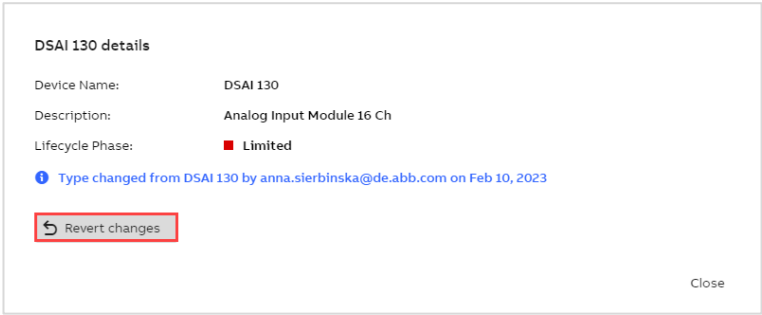 DSAI 130 details
Device Name: DSAI 130
Description: Analog Input Module 16 Ch
Lifecycle Phase: Limited
Type changed from DSAI 130 by anna.sierbinska@de.abb.com on Feb 10, 2023
Revert changes
Close